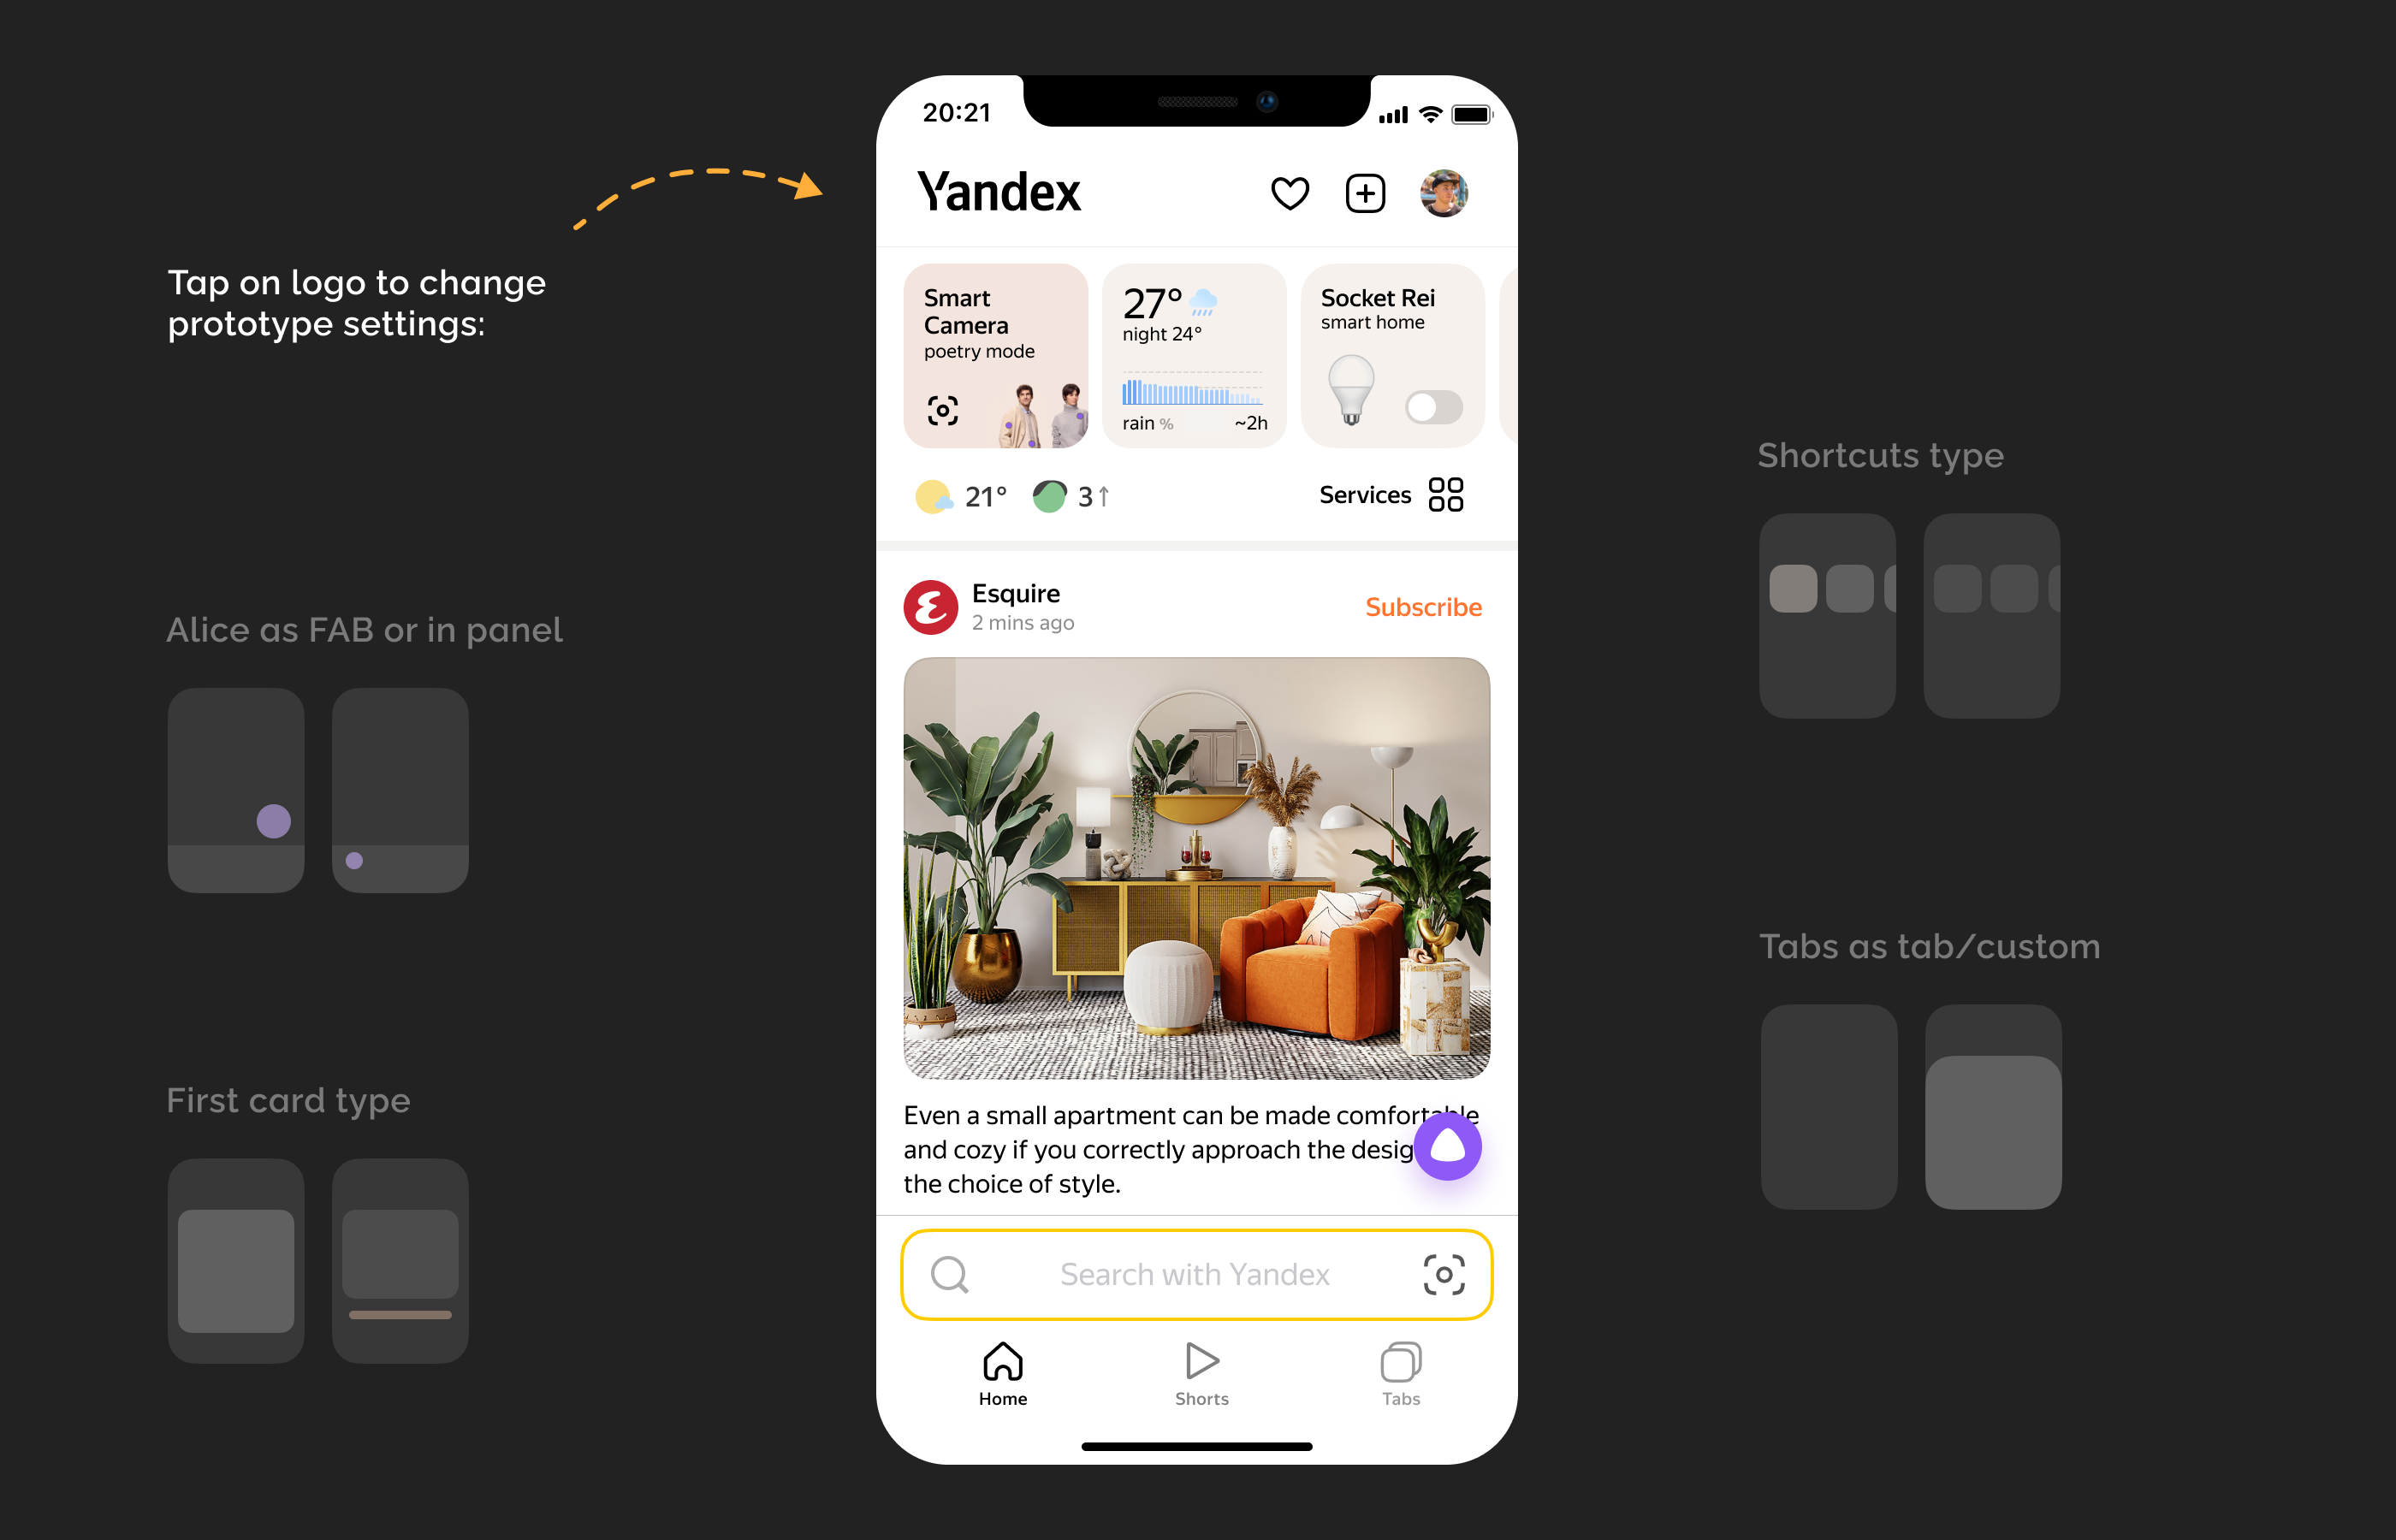 Tap on logo to change
prototype settings:
Alice as FAB or in panel
First card type
20:21
Yandex
Smart
Camera
poetry mode
27°
night 24°
rain %
~2h
Socket Rei
smart home
21°
3↑
Services
Esquire
2 mins ago
Subscribe
Even a small apartment can be made comfortable
and cozy if you correctly approach the desig
the choice of style.
Search with Yandex
Home
Shorts
Tabs
Shortcuts type
Tabs as tab/custom